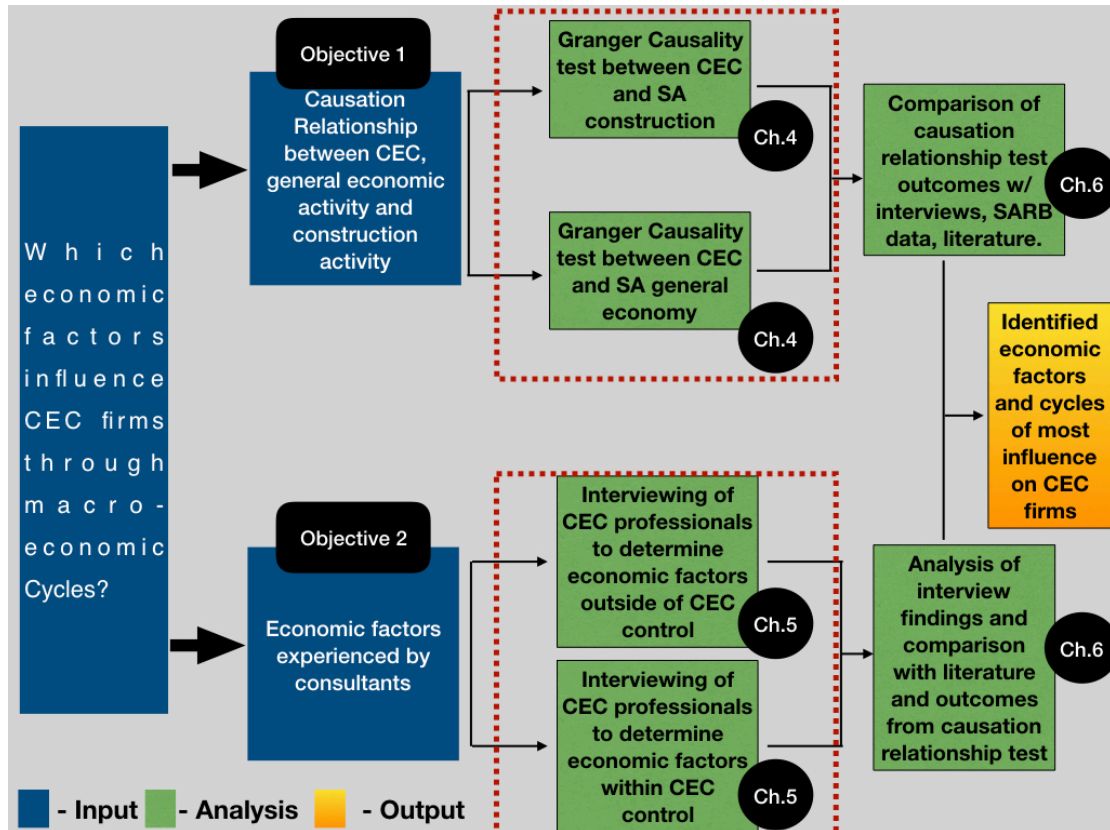 Which
economic
factors
influence
CEC firms
through
macro-
economic
Cycles?
Objective 1
Causation
Relationship
between CEC,
general economic
activity and
construction
activity
Granger Causality
test between CEC
and SA
construction
Ch.4
Granger Causality
test between CEC
and SA general
economy
Ch.4
Comparison of
causation
relationship test
outcomes w/
interviews, SARB
data, literature.
Ch.6
Identified
economic
factors
and cycles
of most
influence
on CEC
firms
Objective 2
Economic factors
experienced by
consultants
Interviewing of
CEC professionals
to determine
economic factors
outside of CEC
control
Ch.5
Interviewing of
CEC professionals
to determine
economic factors
within CEC
control
Ch.5
Analysis of
interview
findings and
comparison
with literature
and outcomes
from causation
relationship test
Ch.6
- Input
- Analysis
- Output